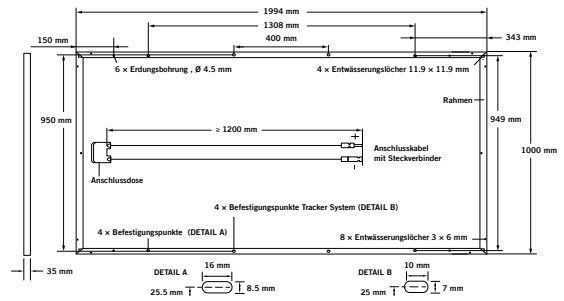 1994 mm
1308 mm
150 mm
400 mm
343 mm
6 × Erdungsbohrung , Ø 4.5 mm
4 × Entwässerungslöcher 11.9 × 11.9 mm
Rahmen
950 mm
949 mm
1000 mm
≥ 1200 mm
+
Anschlusskabel
mit Steckverbinder
-
Anschlussdose
4 × Befestigungspunkte Tracker System (DETAIL B)
4 × Befestigungspunkte (DETAIL A)
8 × Entwässerungslöcher 3 × 6 mm
35 mm
DETAIL A
16 mm
8.5 mm
25.5 mm
DETAIL B
10 mm
7 mm
25 mm